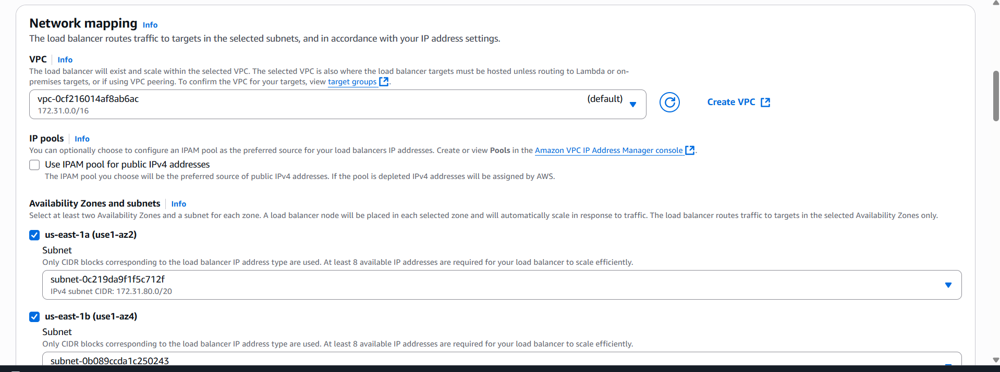 Network mapping Info
The load balancer routes traffic to targets in the selected subnets, and in accordance with your IP address settings.
VPC Info
The load balancer will exist and scale within the selected VPC. The selected VPC is also where the load balancer targets must be hosted unless routing to Lambda or on-
premises targets, or if using VPC peering. To confirm the VPC for your targets, view target groups.
vpc-0cf216014af8ab6ac (default)
172.31.0.0/16
Create VPC
IP pools Info
You can optionally choose to configure an IPAM pool as the preferred source for your load balancers IP addresses. Create or view Pools in the Amazon VPC IP Address Manager console.
Use IPAM pool for public IPv4 addresses
The IPAM pool you choose will be the preferred source of public IPv4 addresses. If the pool is depleted IPv4 addresses will be assigned by AWS.
Availability Zones and subnets Info
Select at least two Availability Zones and a subnet for each zone. A load balancer node will be placed in each selected zone and will automatically scale in response to traffic. The load balancer routes traffic to targets in the selected Availability Zones only.
us-east-1a (use1-az2)
Subnet
Only CIDR blocks corresponding to the load balancer IP address type are used. At least 8 available IP addresses are required for your load balancer to scale efficiently.
subnet-0c219da9f1f5c712f
IPv4 subnet CIDR: 172.31.80.0/20
us-east-1b (use1-az4)
Subnet
Only CIDR blocks corresponding to the load balancer IP address type are used. At least 8 available IP addresses are required for your load balancer to scale efficiently.
subnet-0b089ccda1c250243